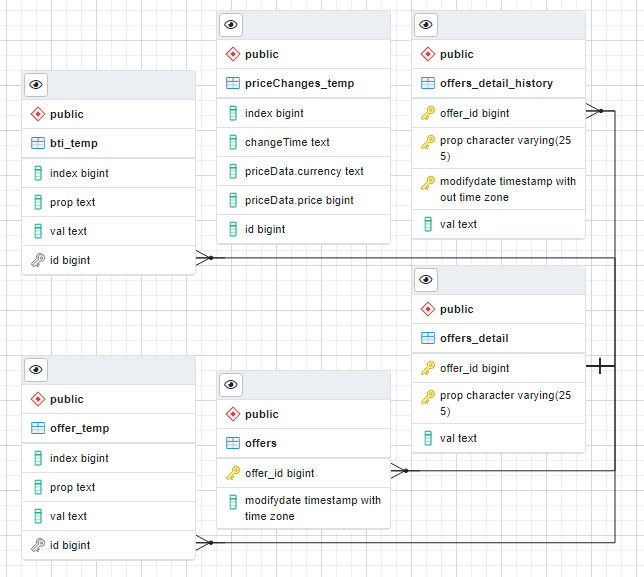 public
bti_temp
index bigint
prop text
val text
id bigint
public
priceChanges_temp
index bigint
changeTime text
priceData.currency text
priceData.price bigint
id bigint
public
offers_detail_history
offer_id bigint
prop character varying(25
5)
modifydate timestamp with
out time zone
val text
public
offers_detail
offer_id bigint
prop character varying(25
5)
val text
public
offer_temp
index bigint
prop text
val text
id bigint
public
offers
offer_id bigint
modifydate timestamp with
time zone